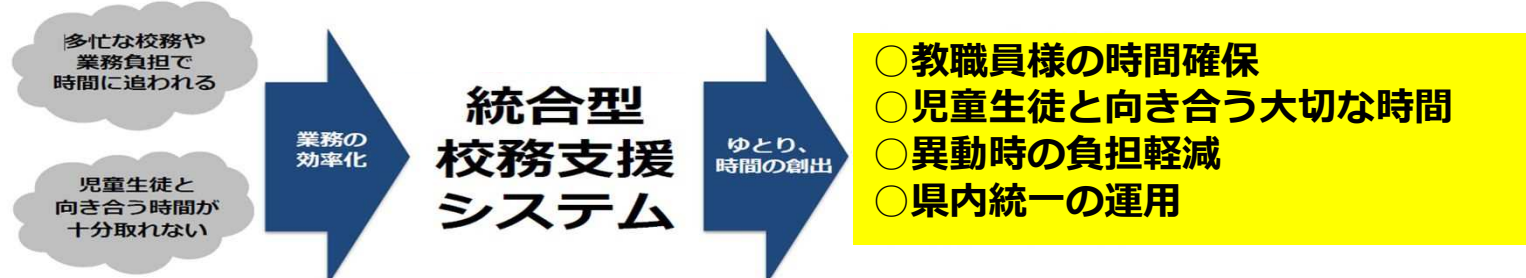 多忙な校務や
業務負担で
時間に追われる
児童生徒と
向き合う時間が
十分取れない
業務の
効率化
統合型
校務支援
システム
ゆとり、
時間の創出
○教職員様の時間確保
○児童生徒と向き合う大切な時間
○異動時の負担軽減
○県内統一の運用